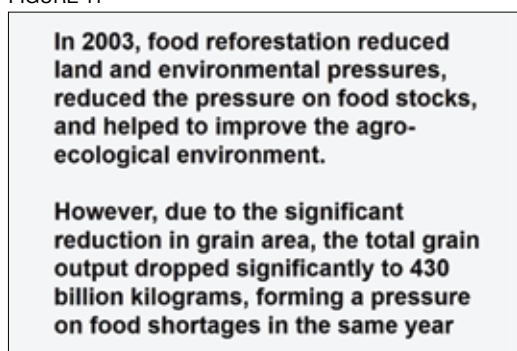 In 2003, food reforestation reduced
land and environmental pressures,
reduced the pressure on food stocks,
and helped to improve the agro-
ecological environment.
However, due to the significant
reduction in grain area, the total grain
output dropped significantly to 430
billion kilograms, forming a pressure
on food shortages in the same year